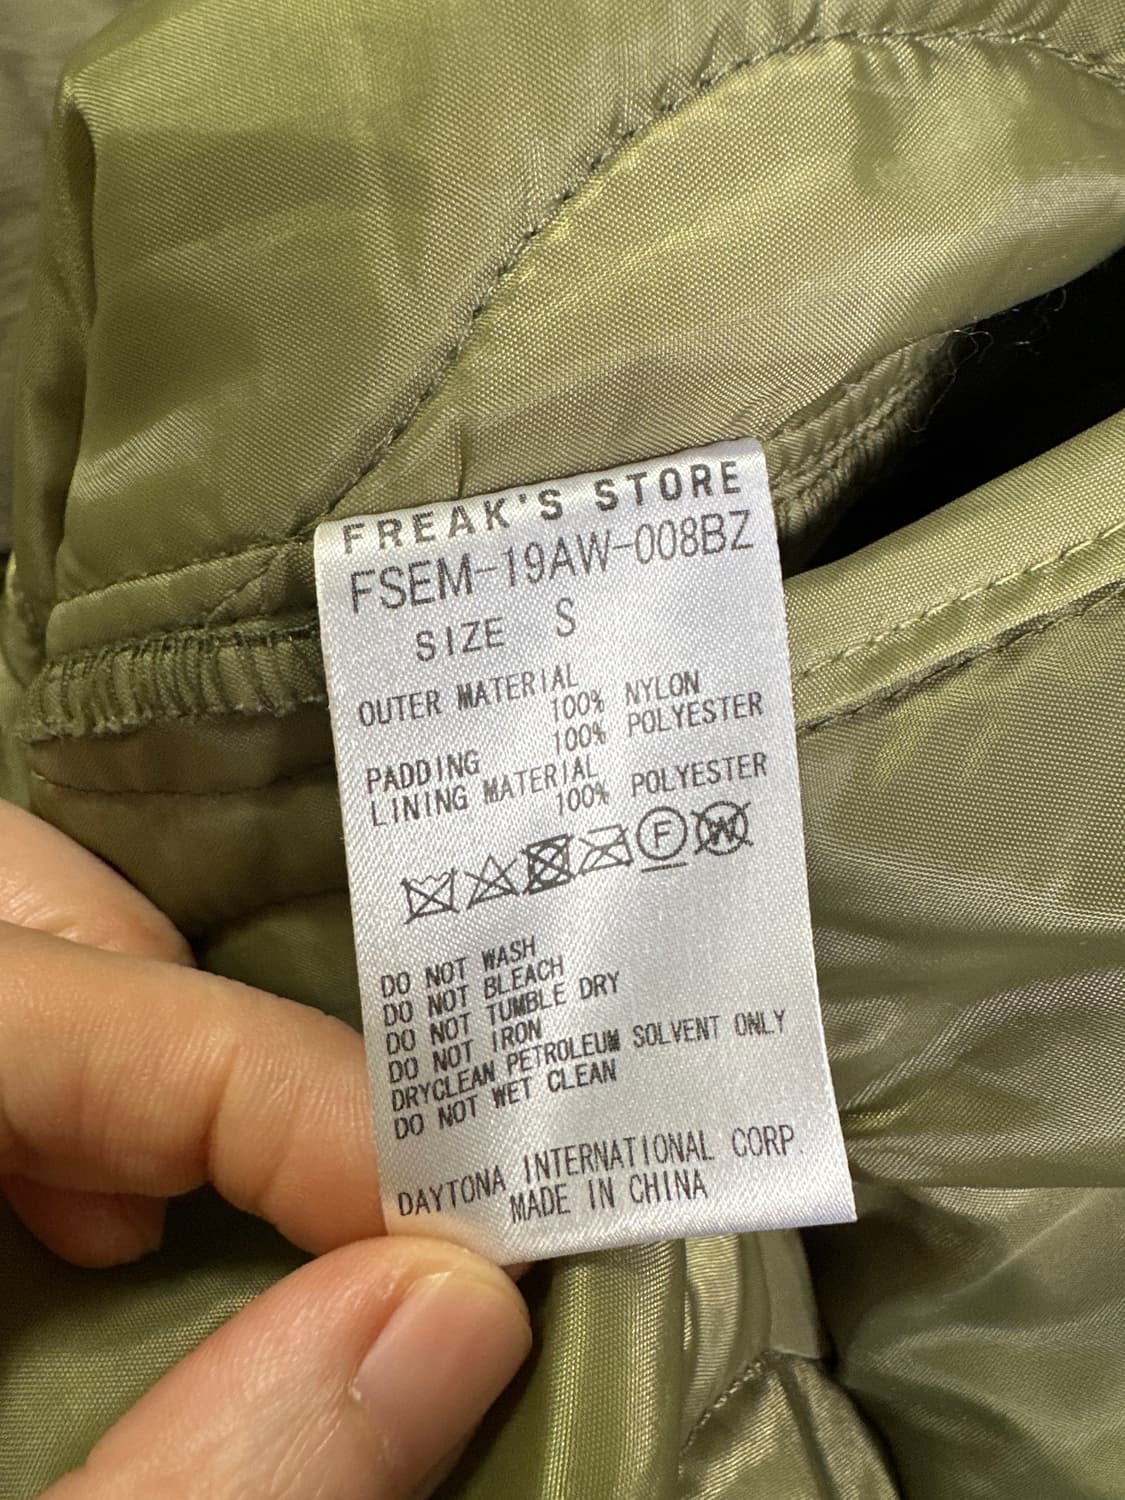 FREAK'S STORE
FSEM-19AW-008BZ
SIZE S
OUTER MATERIAL
100% NYLON
100% POLYESTER
PADDING
LINING MATERIAL
100% POLYESTER
F W
DO NOT WASH
DO NOT BLEACH
DO NOT TUMBLE DRY
DO NOT IRON
DRYCLEAN PETROLEUM SOLVENT ONLY
DO NOT WET CLEAN
DAYTONA INTERNATIONAL CORP.
MADE IN CHINA